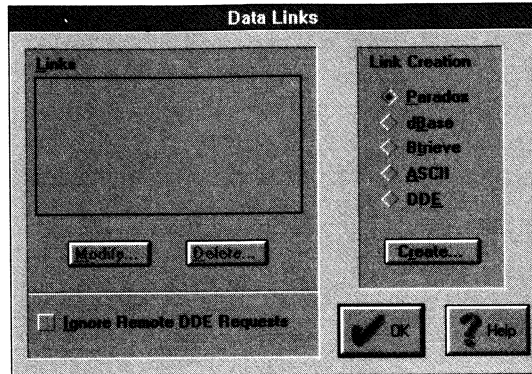 Data Links
Links
Modify...
Delete...
Ignore Remote DDE Requests
Link Creation
Paradox
dBase
Btrieve
ASCII
DDE
Create...
OK
Help